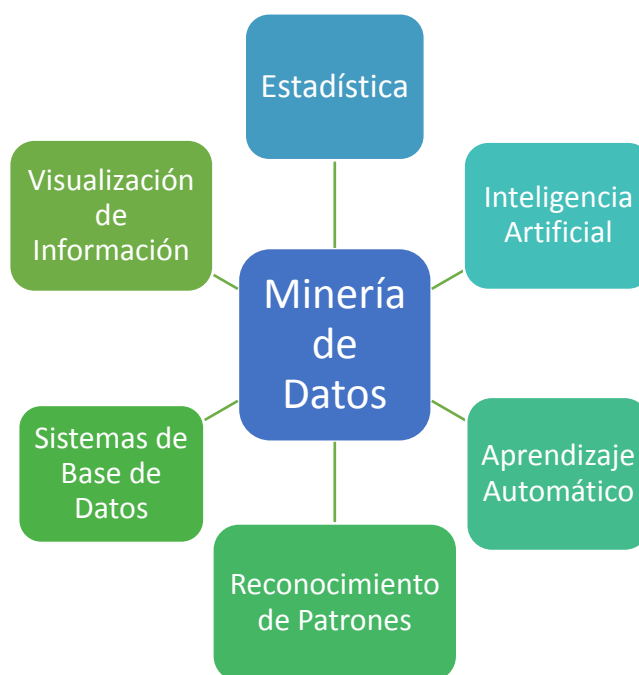 Estadística
Visualización
de
Información
Inteligencia
Artificial
Minería
de
Datos
Sistemas de
Base de
Datos
Aprendizaje
Automático
Reconocimiento
de Patrones